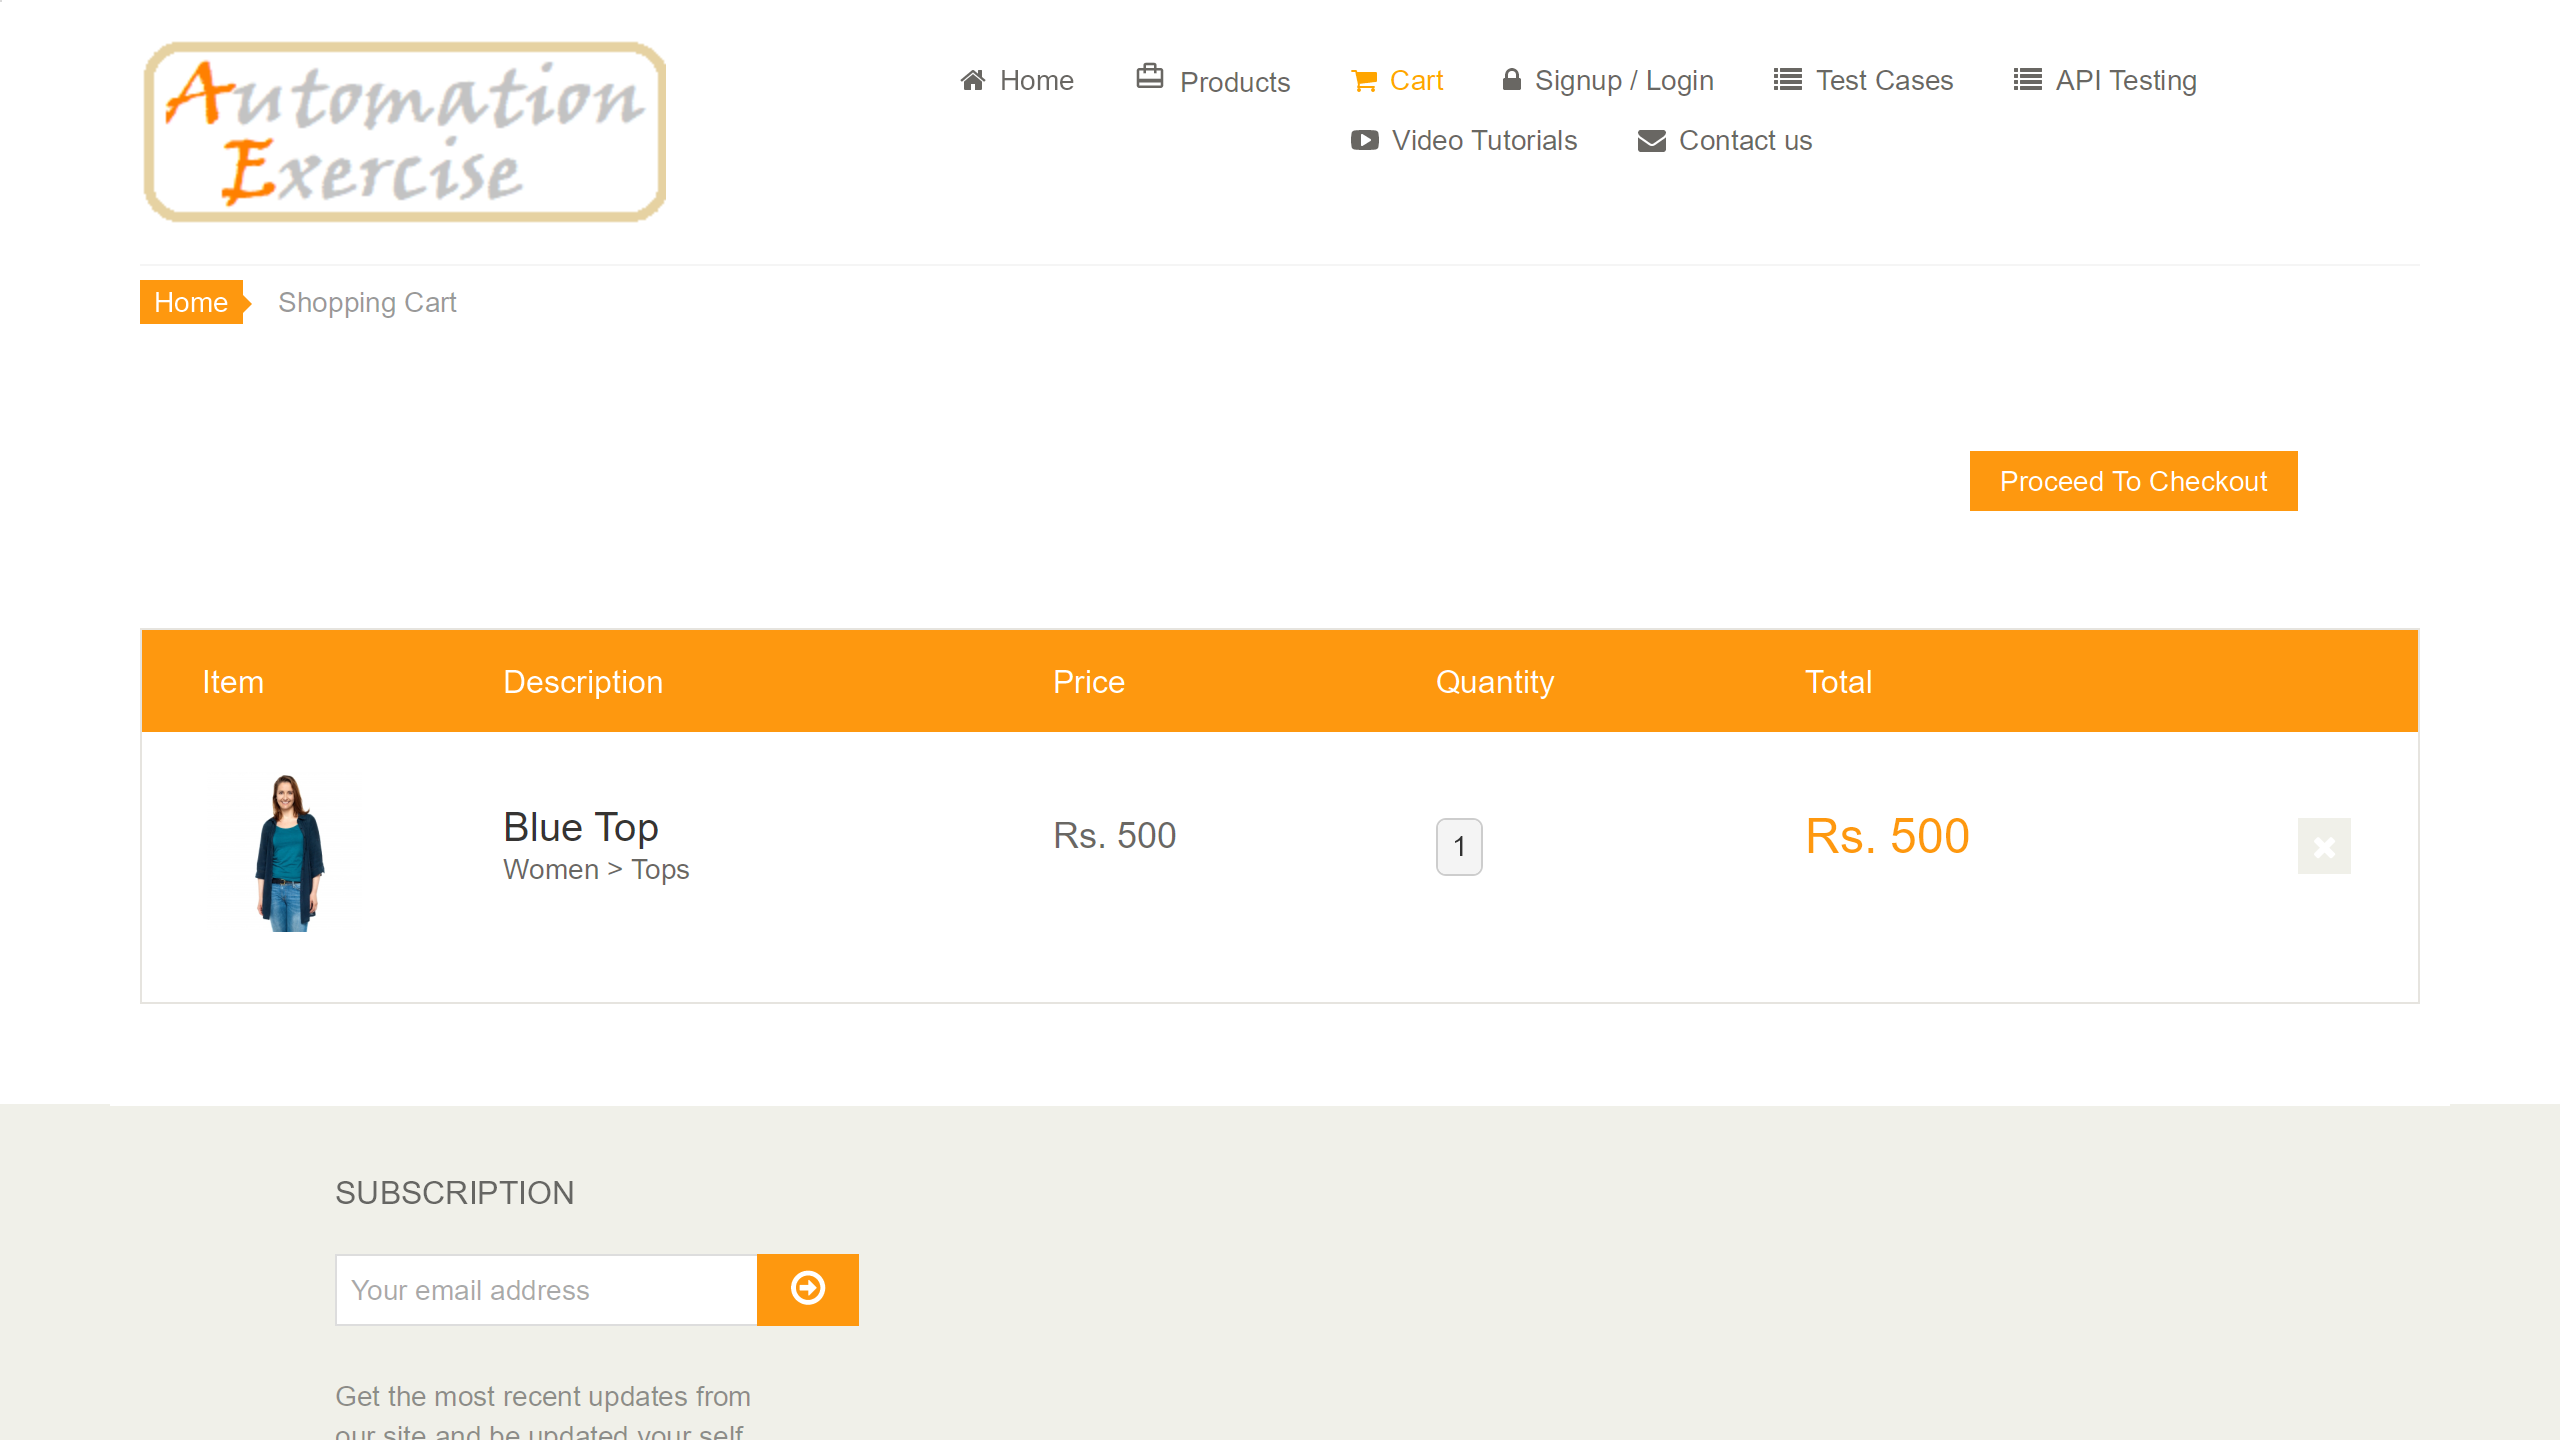 Automation
Exercise
Home
Products
Cart
Signup / Login
Test Cases
API Testing
Video Tutorials
Contact us
Home
Shopping Cart
Proceed To Checkout
Item
Description
Price
Quantity
Total
Blue Top
Women > Tops
Rs. 500
1
Rs. 500
SUBSCRIPTION
Your email address
Get the most recent updates from
our site and be updated your self